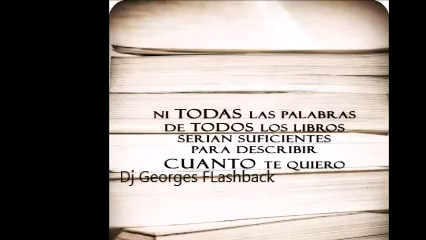 NI TODAS LAS PALABRAS
DE TODOS LOS LIBROS
SERIAN SUFICIENTES
PARA DESCRIBIR
CUANTO TE QUIERO
Dj Georges FLashback